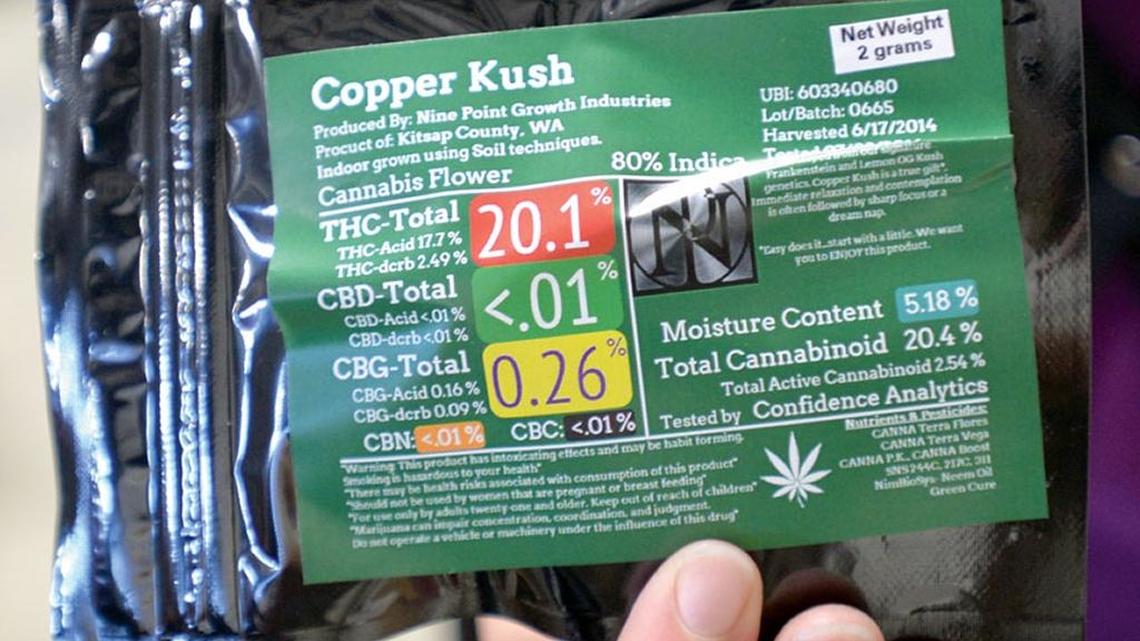 Net Weight
2 grams
Copper Kush
Produced By: Nine Point Growth Industries
Procuct of: Kitsap County, WA
Indoor grown using Soil techniques.
Cannabis Flower
80% Indica
UBI: 603340680
Lot/Batch: 0665
Harvested 6/17/2014
Tested
Frankenstein and Lemon OG Kush
genetics. Copper Kush is a true gift".
Immediate relaxation and contemplation
is often followed by sharp focus or a
dream nap.
"Easy does it...start with a little. We want
you to ENJOY this product.
THC-Total 20.1%
THC-Acid 17.7%
THC-dcrb 2.49%
CBD-Total <.01%
CBD-Acid <.01%
CBD-dcrb <.01%
CBG-Total 0.26%
CBG-Acid 0.16%
CBG-dcrb 0.09%
CBN: <.01% CBC: <.01%
Moisture Content 5.18%
Total Cannabinoid 20.4%
Total Active Cannabinoid 2.54%
Tested by Confidence Analytics
"Warning: This product has intoxicating effects and may be habit forming.
Smoking is hazardous to your health"
"There may be health risks associated with consumption of this product"
"Should not be used by women that are pregnant or breast feeding"
"For use only by adults twenty-one and older. Keep out of reach of children"
"Marijuana can impair concentration, coordination, and judgment.
Do not operate a vehicle or machinery under the influence of this drug"
Nutrients & Pesticides:
CANNA Terra Flores
CANNA Terra Vega
CANNA P.K., CANNA Boost
SNS 244C, 217C, 311
NimBioSys- Neem Oil
Green Cure